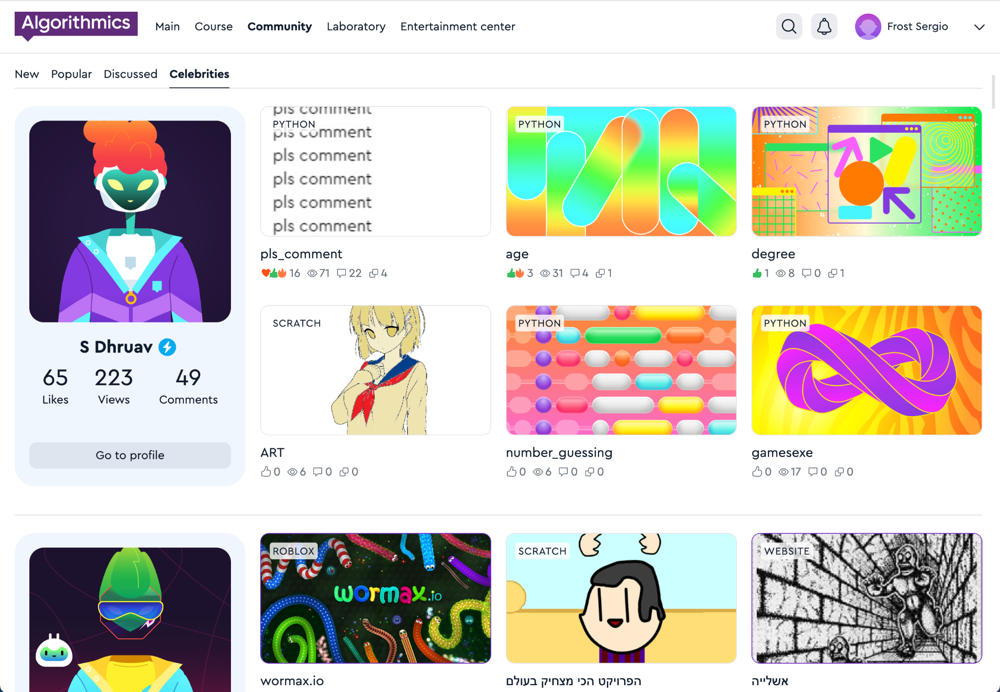 Algorithmics
Main
Course
Community
Laboratory
Entertainment center
Frost Sergio
New
Popular
Discussed
Celebrities
S Dhruav
65
Likes
223
Views
49
Comments
Go to profile
pls comment
PYTHON
pls comment
pls comment
pls comment
pls comment
pls comment
pls_comment
16 71 22 4
PYTHON
age
3 31 4 1
PYTHON
degree
1 8 0 1
SCRATCH
ART
0 6 0 0
PYTHON
number_guessing
0 6 0 0
PYTHON
gamesexe
0 17 0 0
ROBLOX
wormax.io
wormax.io
SCRATCH
הפרויקט הכי מצחיק בעולם
WEBSITE
אשלייה